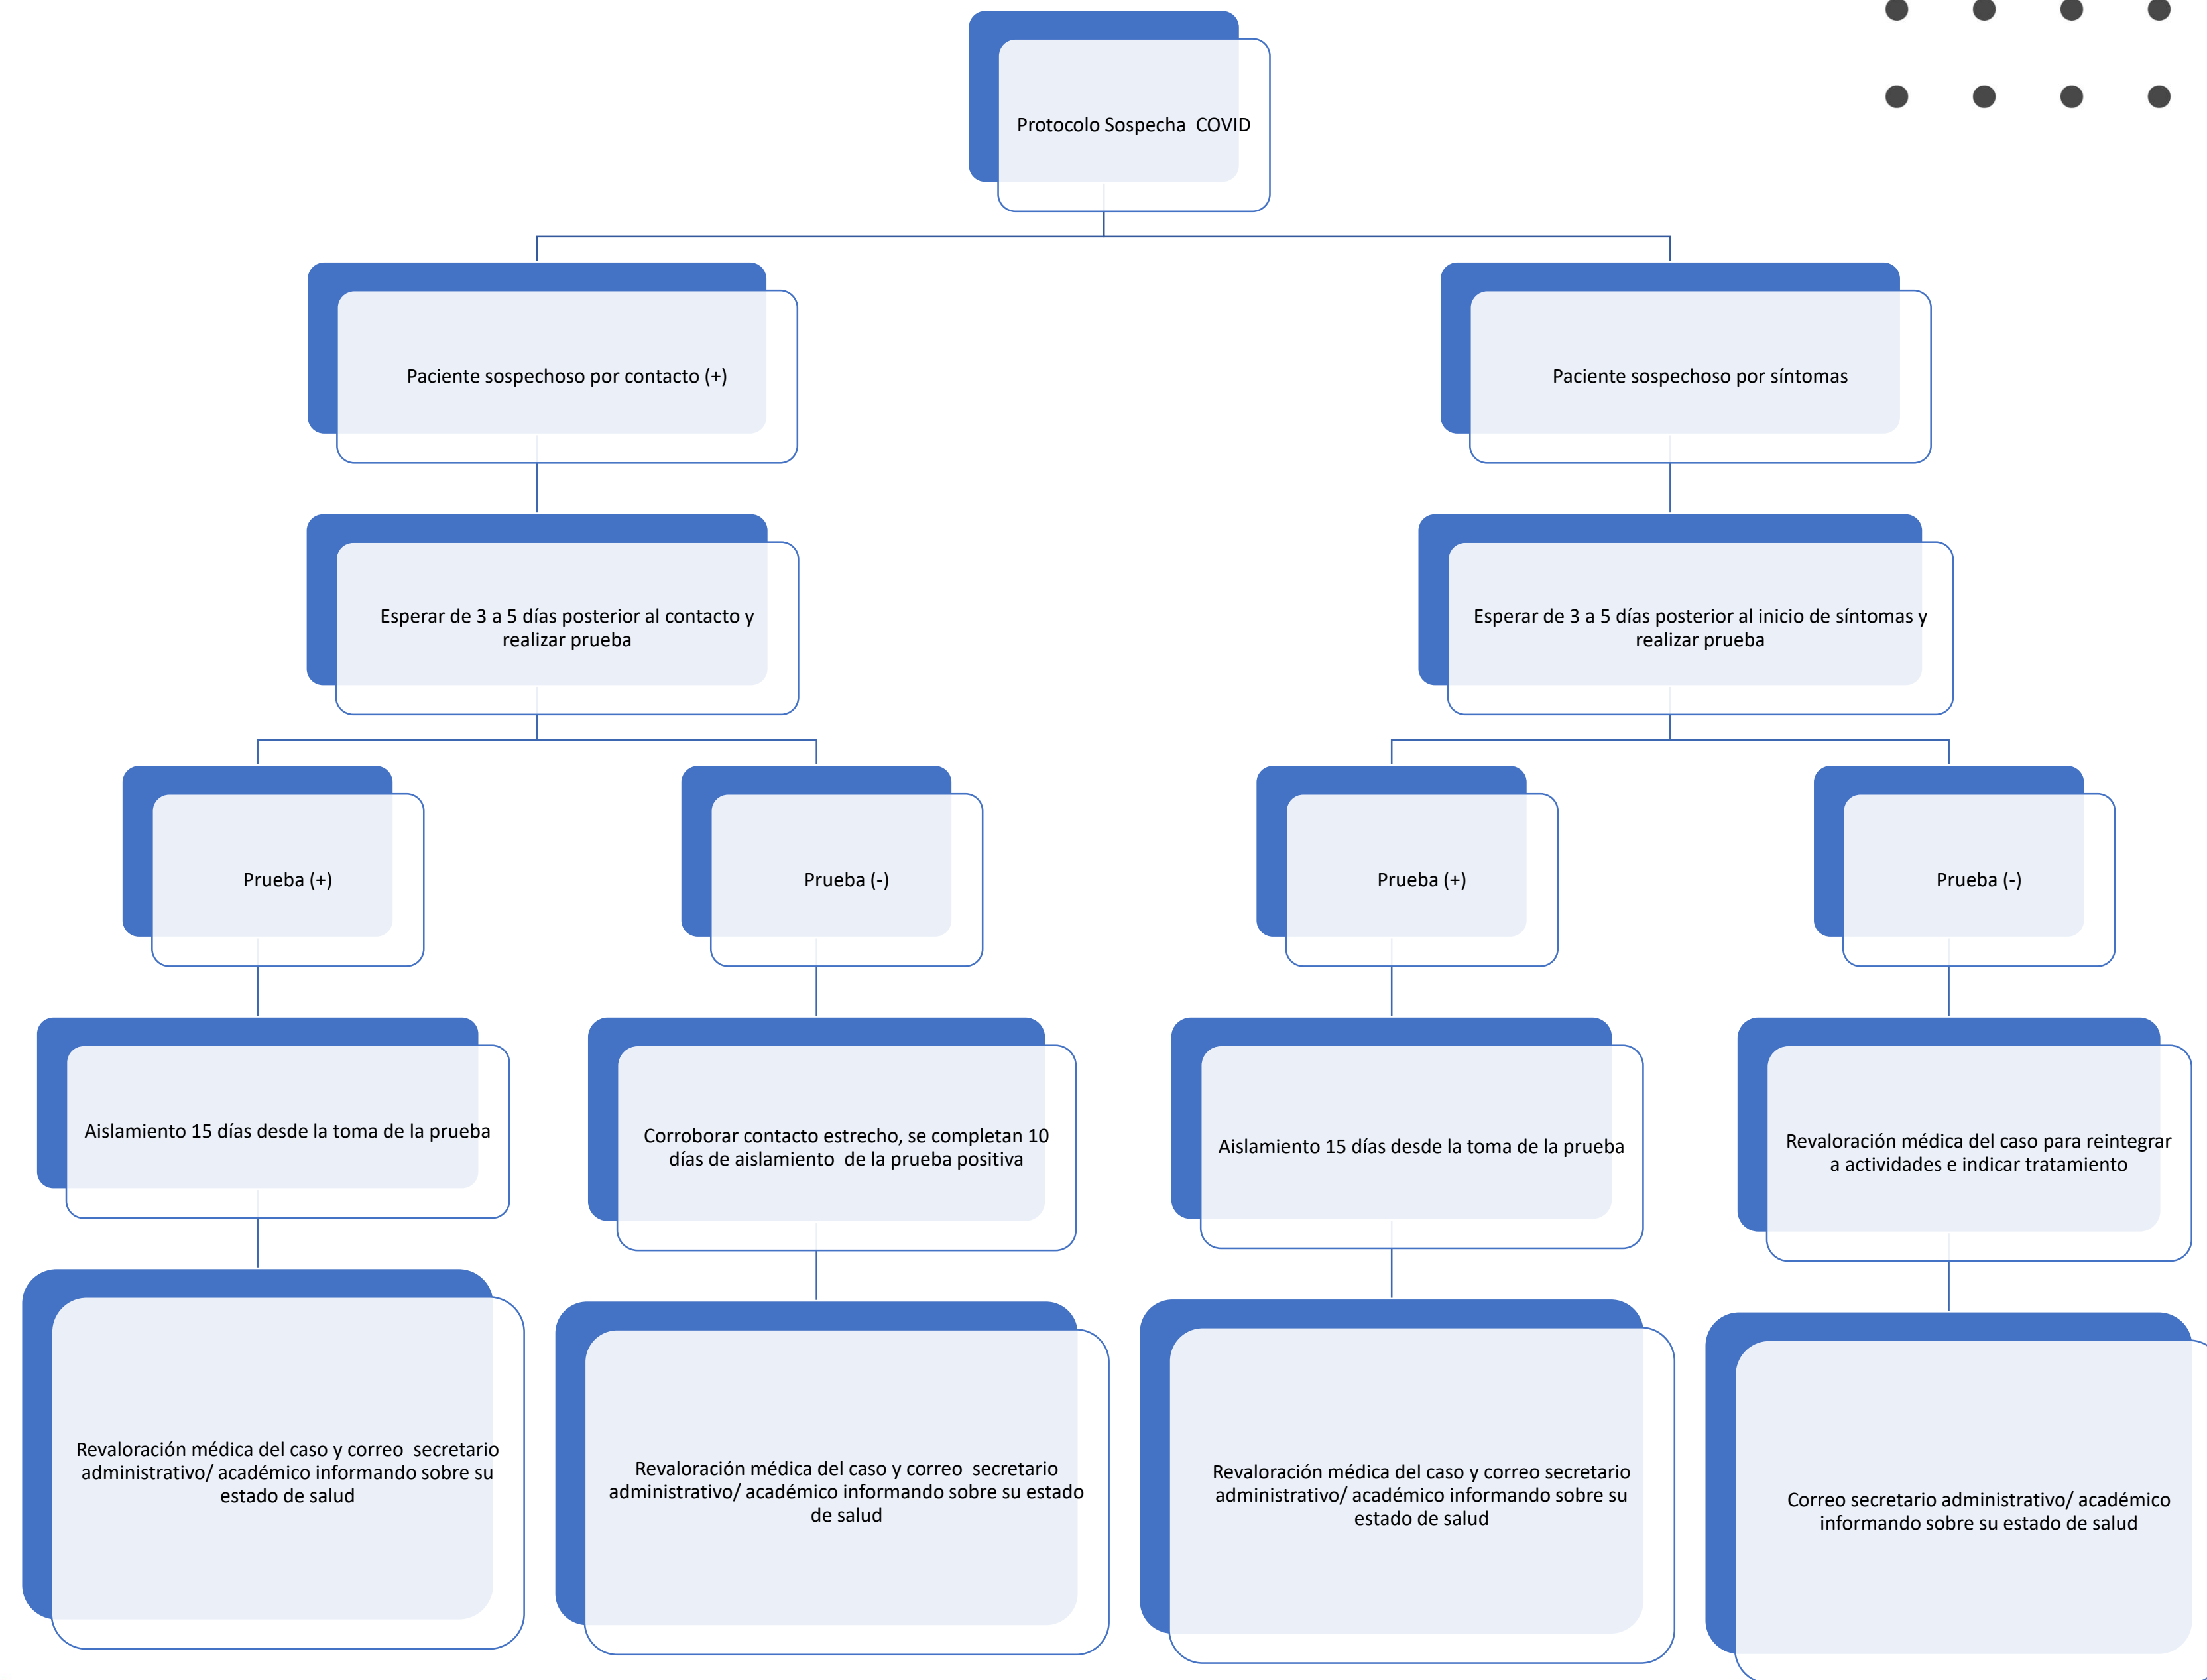 Protocolo Sospecha  COVID
Paciente sospechoso por contacto (+)
Paciente sospechoso por síntomas
Esperar de 3 a 5 días posterior al contacto y
realizar prueba
Esperar de 3 a 5 días posterior al inicio de síntomas y
realizar prueba
Prueba (+)
Prueba (-)
Prueba (+)
Prueba (-)
Aislamiento 15 días desde la toma de la prueba
Corroborar contacto estrecho, se completan 10
días de aislamiento  de la prueba positiva
Aislamiento 15 días desde la toma de la prueba
Revaloración médica del caso para reintegrar
a actividades e indicar tratamiento
Revaloración médica del caso y correo  secretario
administrativo/ académico informando sobre su
estado de salud
Revaloración médica del caso y correo  secretario
administrativo/ académico informando sobre su estado
de salud
Revaloración médica del caso y correo secretario
administrativo/ académico informando sobre su
estado de salud
Correo secretario administrativo/ académico
informando sobre su estado de salud